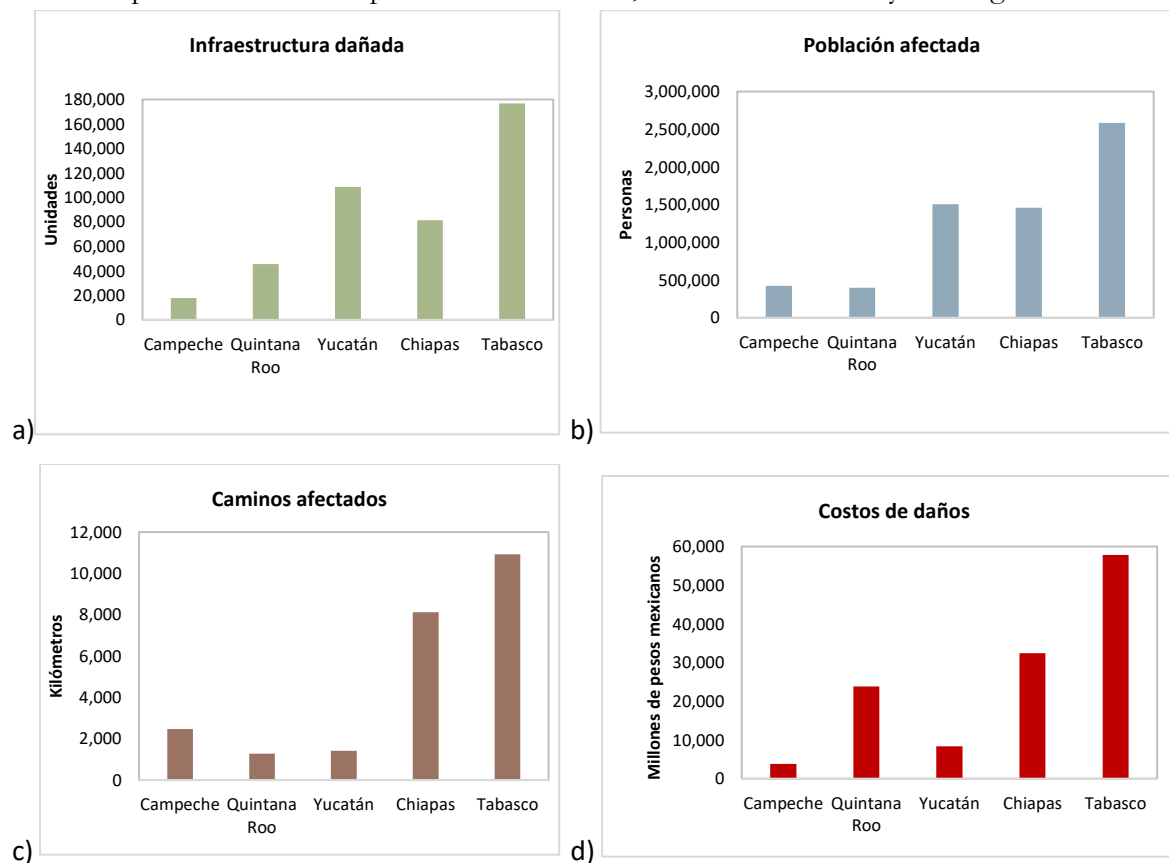 Infraestructura dañada
180,000
160,000
140,000
120,000
100,000
80,000
60,000
40,000
20,000
0
Unidades
Campeche Quintana Roo Yucatán Chiapas Tabasco
a)
Población afectada
3,000,000
2,500,000
2,000,000
1,500,000
1,000,000
500,000
0
Personas
Campeche Quintana Roo Yucatán Chiapas Tabasco
b)
Caminos afectados
12,000
10,000
8,000
6,000
4,000
2,000
0
Kilómetros
Campeche Quintana Roo Yucatán Chiapas Tabasco
c)
Costos de daños
60,000
50,000
40,000
30,000
20,000
10,000
0
Millones de pesos mexicanos
Campeche Quintana Roo Yucatán Chiapas Tabasco
d)